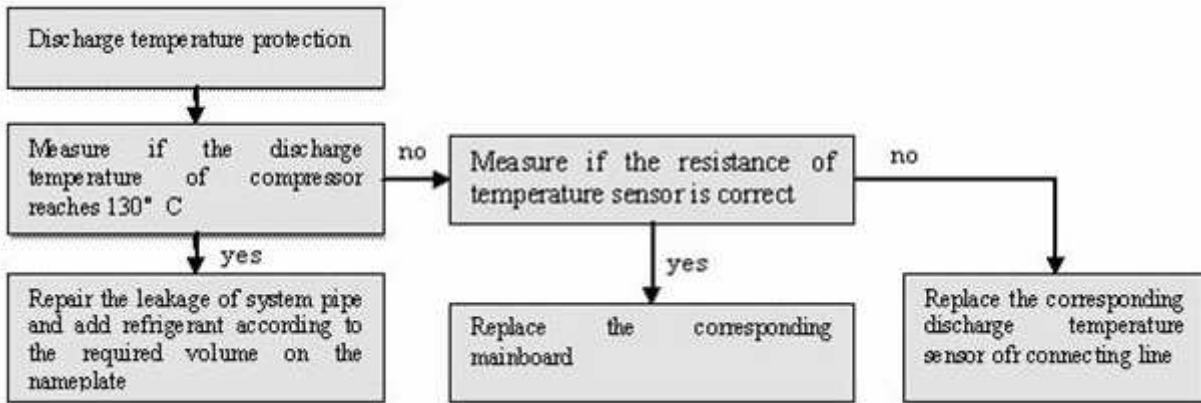 Discharge temperature protection
Measure if the discharge
temperature of compressor
reaches 130° C
no
Measure if the resistance of
temperature sensor is correct
no
yes
Repair the leakage of system pipe
and add refrigerant according to
the required volume on the
nameplate
yes
Replace the corresponding
mainboard
Replace the corresponding
discharge temperature
sensor ofr connecting line